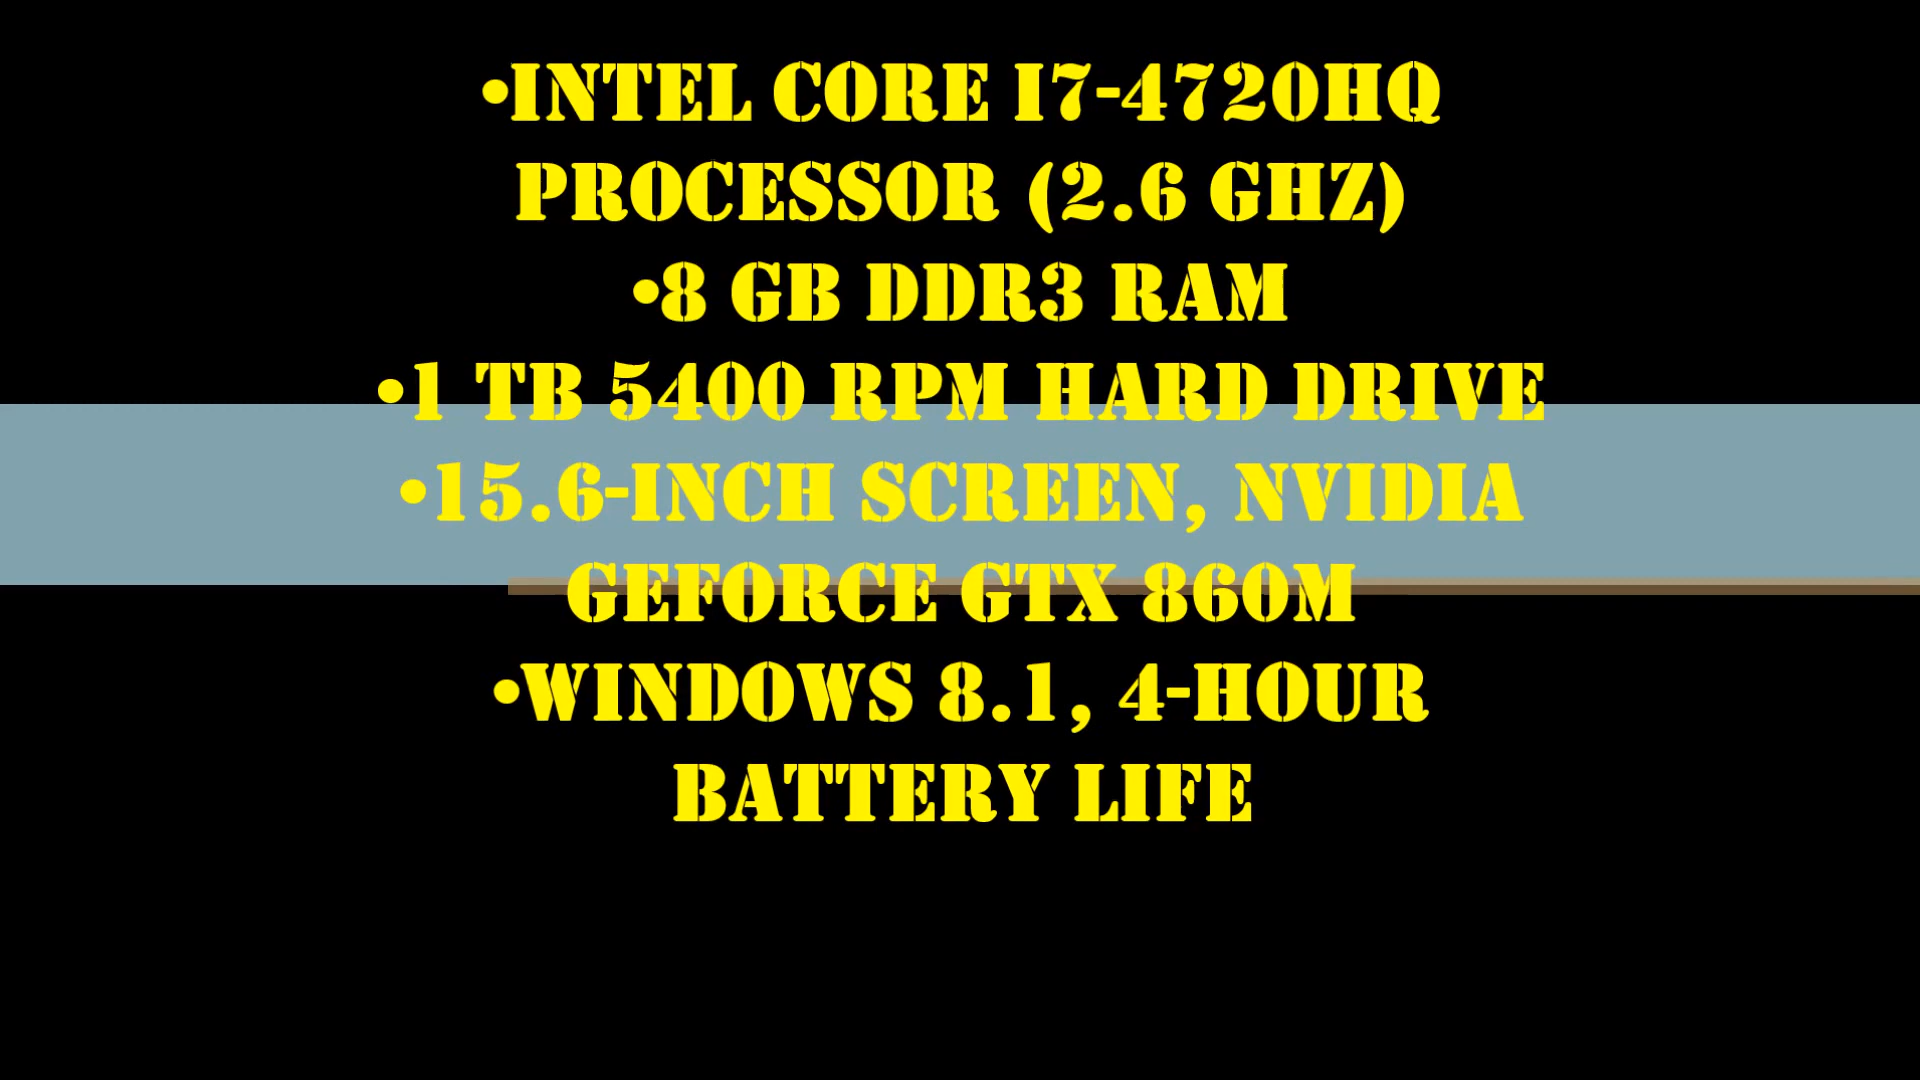 •INTEL CORE I7-4720HQ
PROCESSOR (2.6 GHZ)
•8 GB DDR3 RAM
•1 TB 5400 RPM HARD DRIVE
•15.6-INCH SCREEN, NVIDIA
GEFORCE GTX 860M
•WINDOWS 8.1, 4-HOUR
BATTERY LIFE